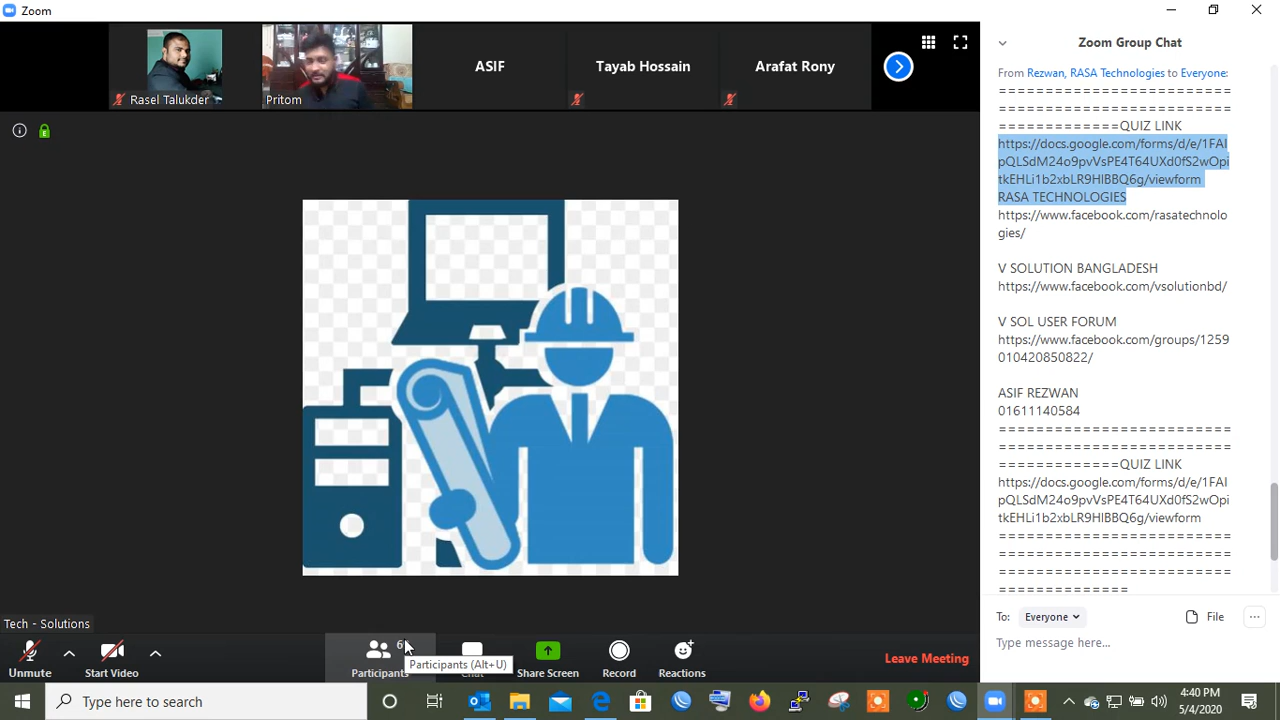 Zoom
Rasel Talukder
Pritom
ASIF
Tayab Hossain
Arafat Rony
Tech - Solutions
Unmute
Start Video
Participants
Participants (Alt+U)
Share Screen
Record
Reactions
Leave Meeting
Zoom Group Chat
From Rezwan, RASA Technologies to Everyone:
=========================
=========================
=============QUIZ LINK
https://docs.google.com/forms/d/e/1FAI
pQLSdM24o9pvVsPE4T64UXd0fS2wOpi
tkEHLi1b2xbLR9HIBBQ6g/viewform
RASA TECHNOLOGIES
https://www.facebook.com/rasatechnolo
gies/
V SOLUTION BANGLADESH
https://www.facebook.com/vsolutionbd/
V SOL USER FORUM
https://www.facebook.com/groups/1259
010420850822/
ASIF REZWAN
01611140584
=========================
=========================
=============QUIZ LINK
https://docs.google.com/forms/d/e/1FAI
pQLSdM24o9pvVsPE4T64UXd0fS2wOpi
tkEHLi1b2xbLR9HIBBQ6g/viewform
=========================
=========================
=========================
==============
To: Everyone
File
Type message here...
Type here to search
4:40 PM
5/4/2020